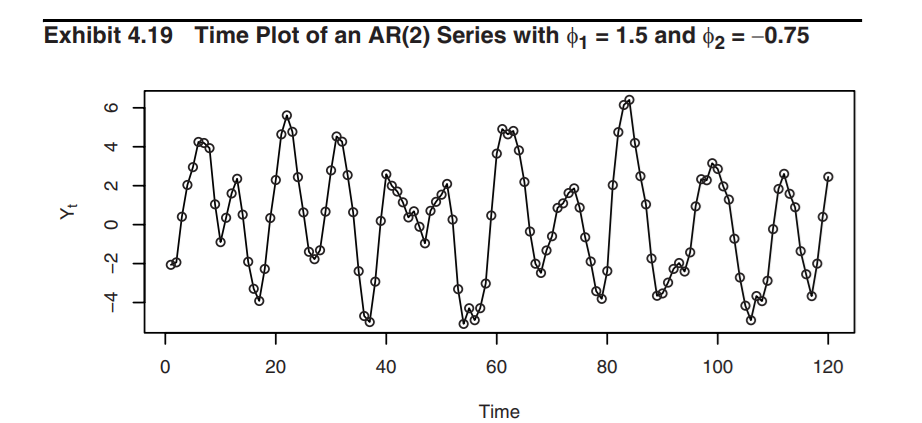 Exhibit 4.19 Time Plot of an AR(2) Series with ϕ1 = 1.5 and ϕ2 = −0.75
6
4
2
0
−2
−4
Yt
0 20 40 60 80 100 120
Time